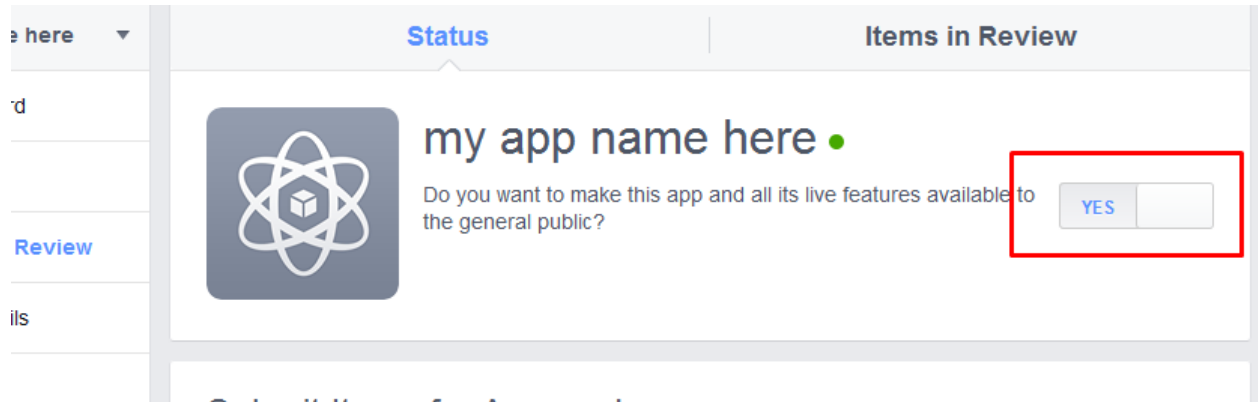 here
Status
Items in Review
my app name here
Do you want to make this app and all its live features available to
the general public?
YES
Review